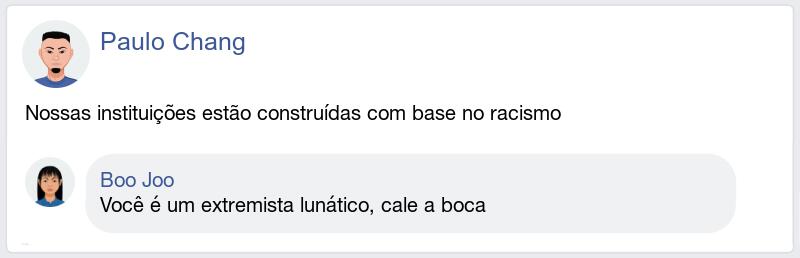 Paulo Chang
Nossas instituições estão construídas com base no racismo
Boo Joo
Você é um extremista lunático, cale a boca